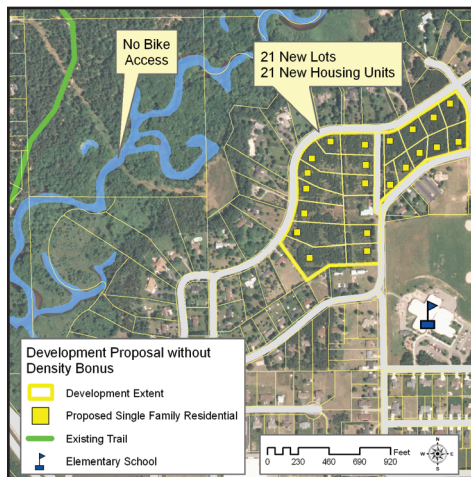 No Bike
Access
21 New Lots
21 New Housing Units
Development Proposal without
Density Bonus
Development Extent
Proposed Single Family Residential
Existing Trail
Elementary School
Feet
0 230 460 690 920
N
W E
S